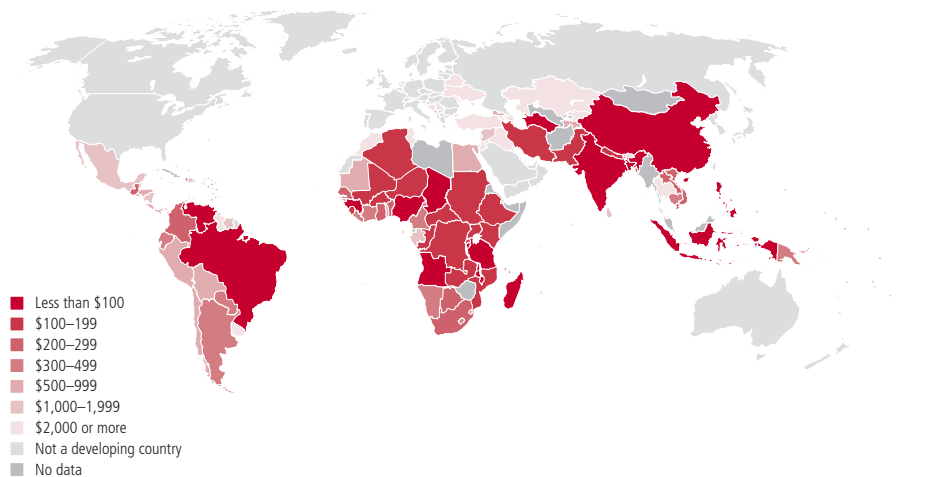 Less than $100
$100–199
$200–299
$300–499
$500–999
$1,000–1,999
$2,000 or more
Not a developing country
No data